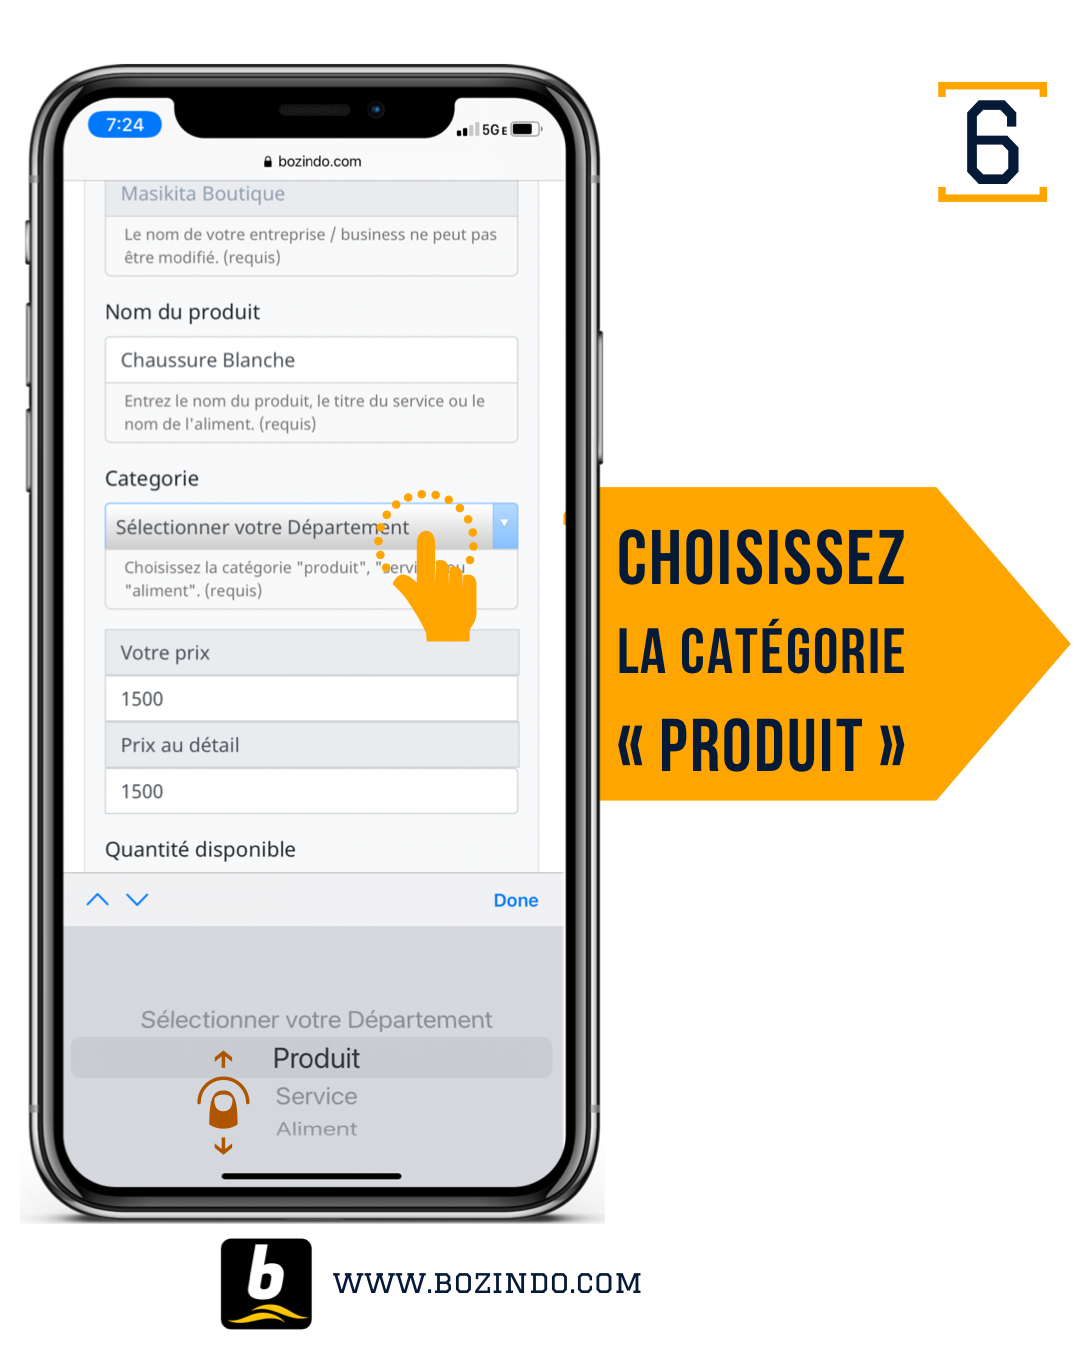 6
7:24
5G E
bozindo.com
Masikita Boutique
Le nom de votre entreprise / business ne peut pas
être modifié. (requis)
Nom du produit
Chaussure Blanche
Entrez le nom du produit, le titre du service ou le
nom de l'aliment. (requis)
Categorie
Sélectionner votre Département
Choisissez la catégorie "produit", "servi ou
"aliment". (requis)
Votre prix
1500
Prix au détail
1500
Quantité disponible
Done
Sélectionner votre Département
Produit
Service
Aliment
CHOISISSEZ
LA CATÉGORIE
« PRODUIT »
b
WWW.BOZINDO.COM